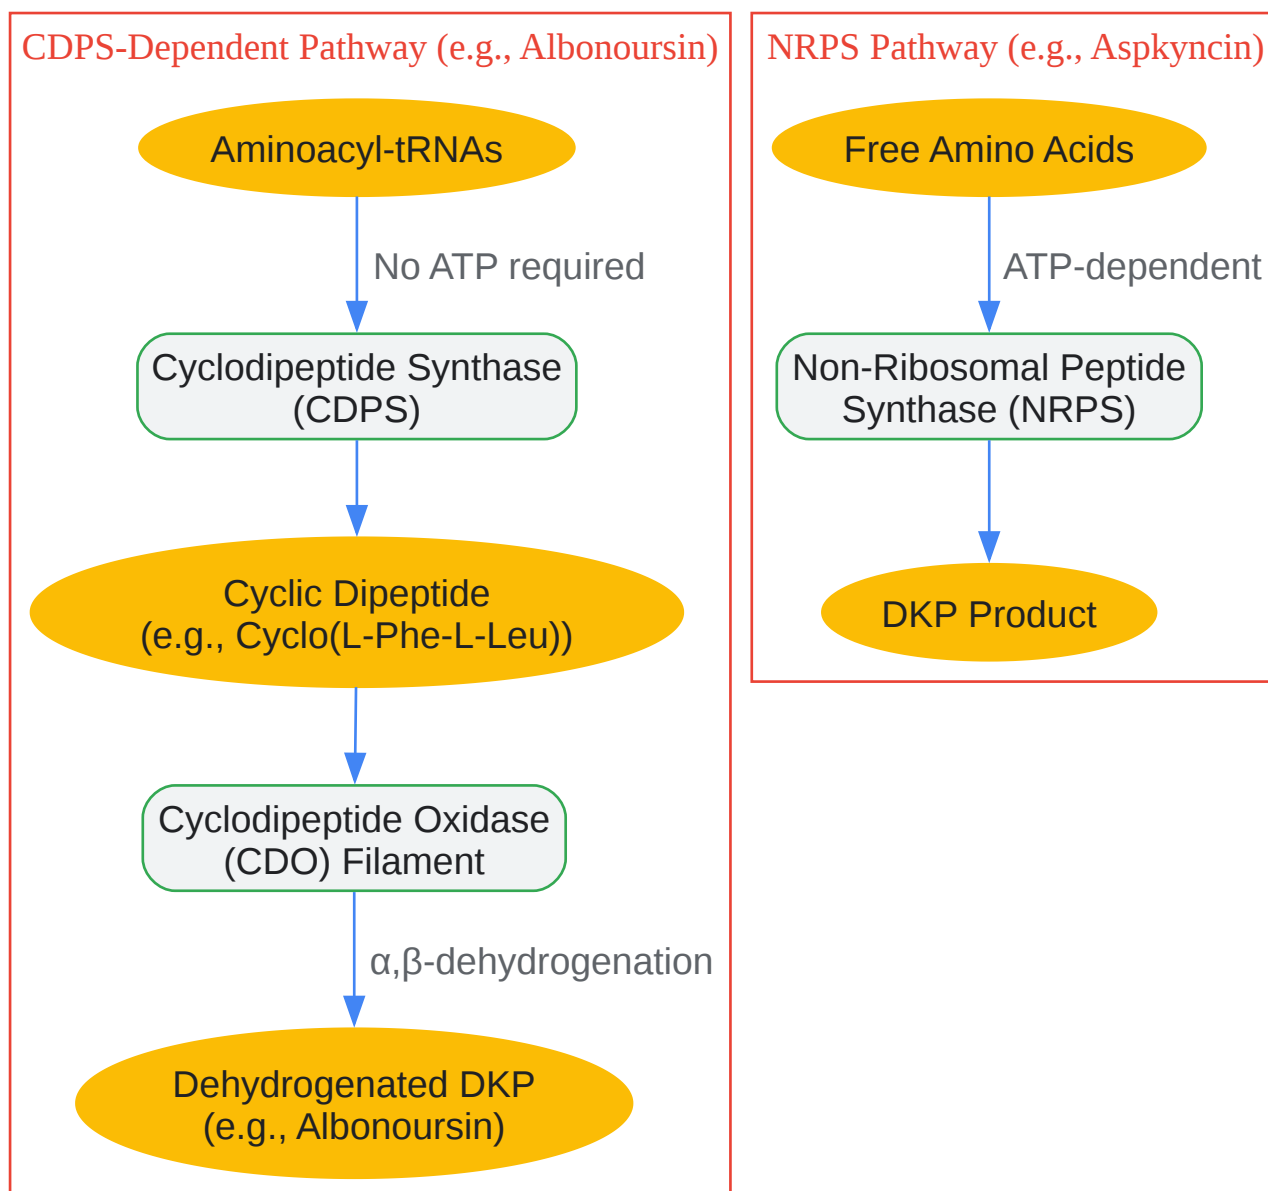 CDPS-Dependent Pathway (e.g., Albonoursin)
Aminoacyl-tRNAs
No ATP required
Cyclodipeptide Synthase
(CDPS)
Cyclic Dipeptide
(e.g., Cyclo(L-Phe-L-Leu))
Cyclodipeptide Oxidase
(CDO) Filament
α,β-dehydrogenation
Dehydrogenated DKP
(e.g., Albonoursin)
NRPS Pathway (e.g., Aspkyncin)
Free Amino Acids
ATP-dependent
Non-Ribosomal Peptide
Synthase (NRPS)
DKP Product